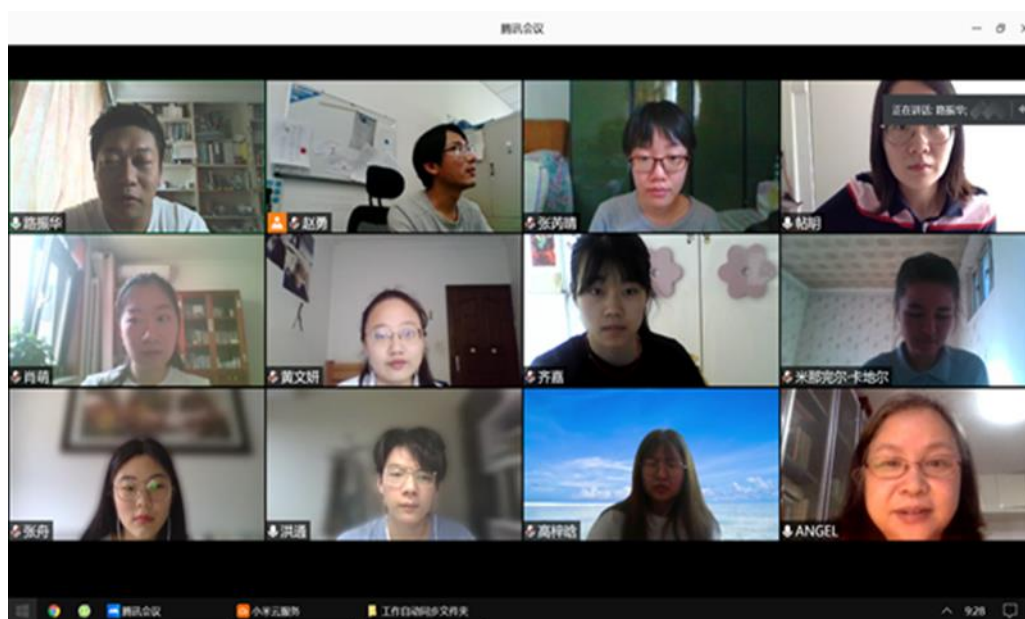 腾讯会议
正在讲话: 路振华;
路振华
赵勇
张芮晴
帖明
肖萌
黄文妍
齐嘉
米那完尔·卡地尔
张舟
洪通
高梓晗
ANGEL
腾讯会议
小米云服务
工作自动同步文件夹
9:28